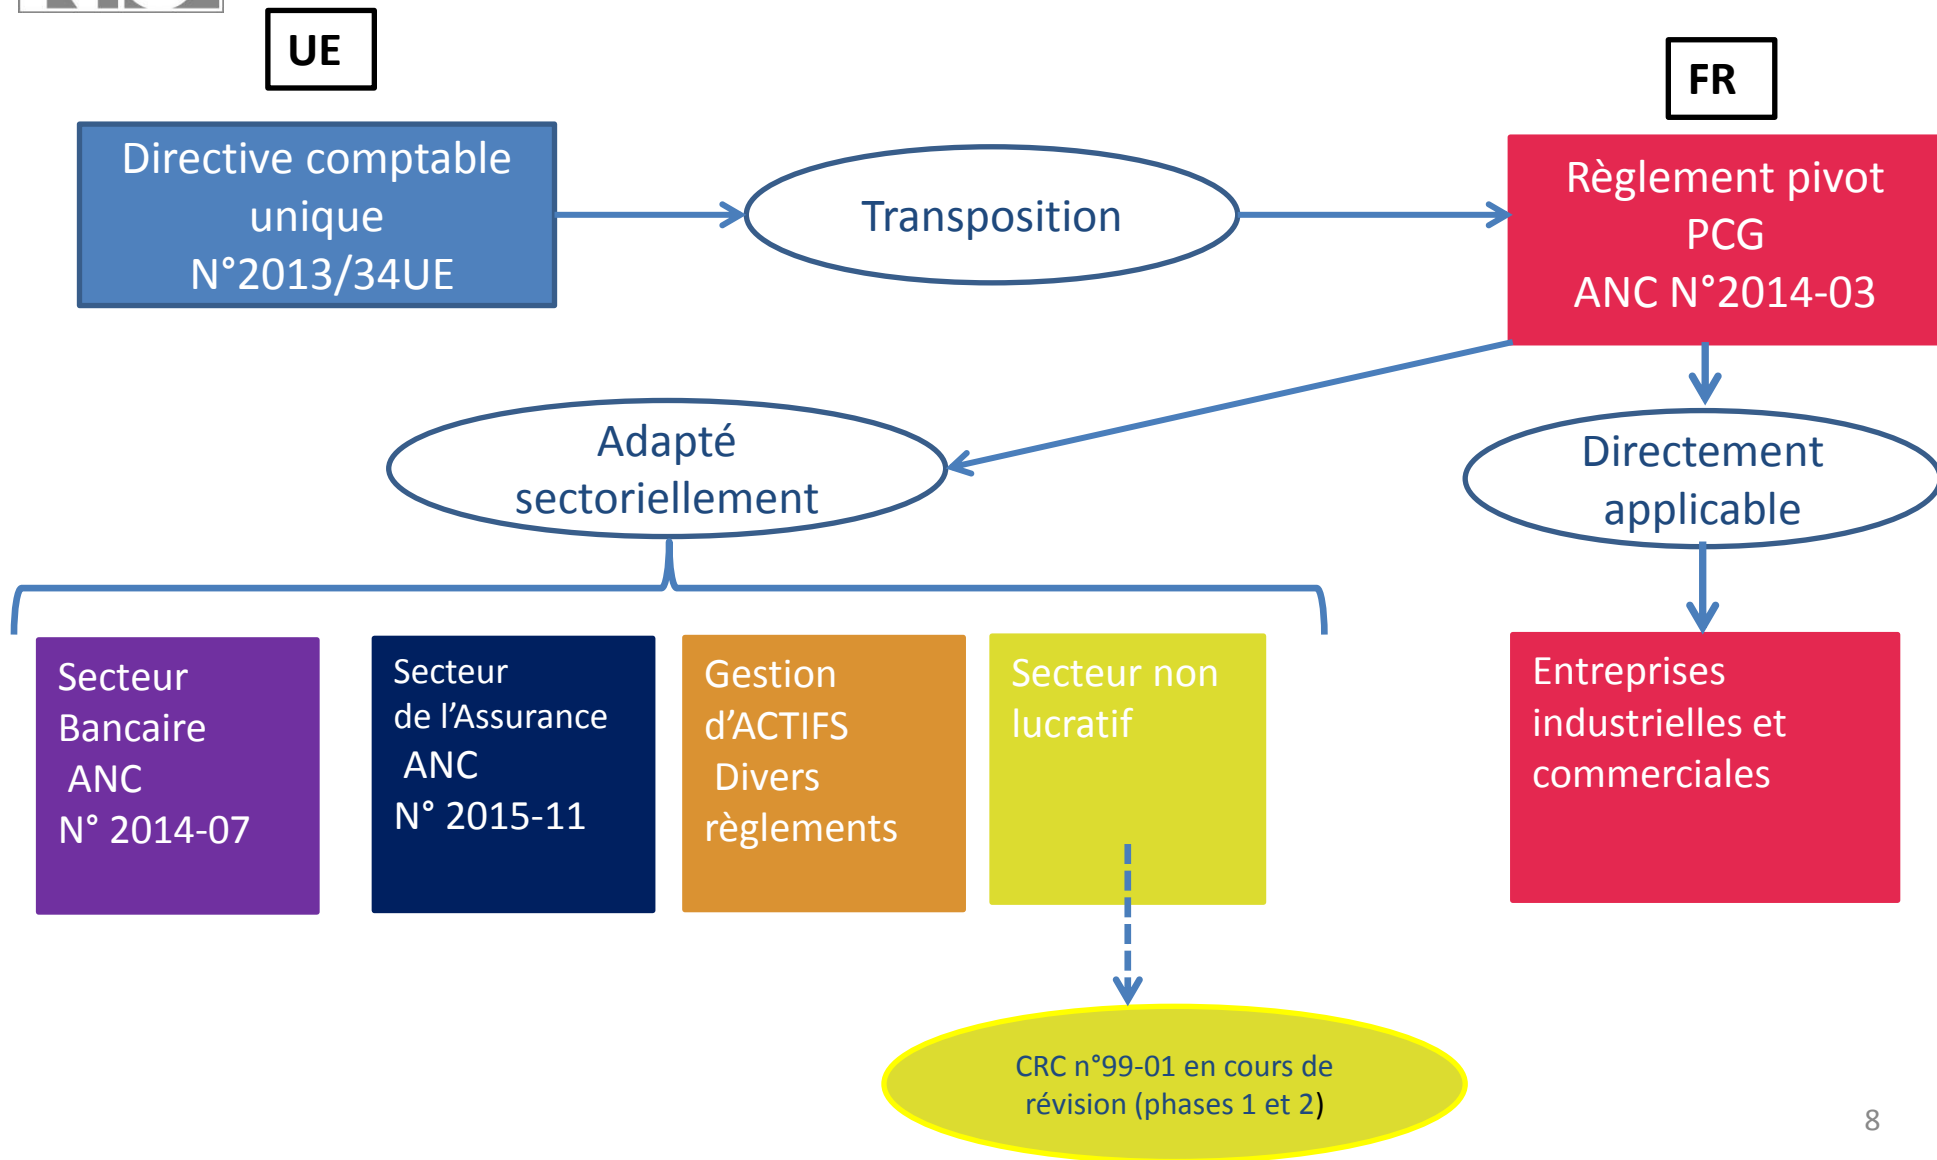 UE
FR
Directive comptable
unique
N°2013/34UE
Transposition
Règlement pivot
PCG
ANC N°2014-03
Adapté
sectoriellement
Directement
applicable
Secteur
Bancaire
ANC
N° 2014-07
Secteur
de l'Assurance
ANC
N° 2015-11
Gestion
d'ACTIFS
Divers
règlements
Secteur non
lucratif
Entreprises
industrielles et
commerciales
CRC n°99-01 en cours de
révision (phases 1 et 2)
8